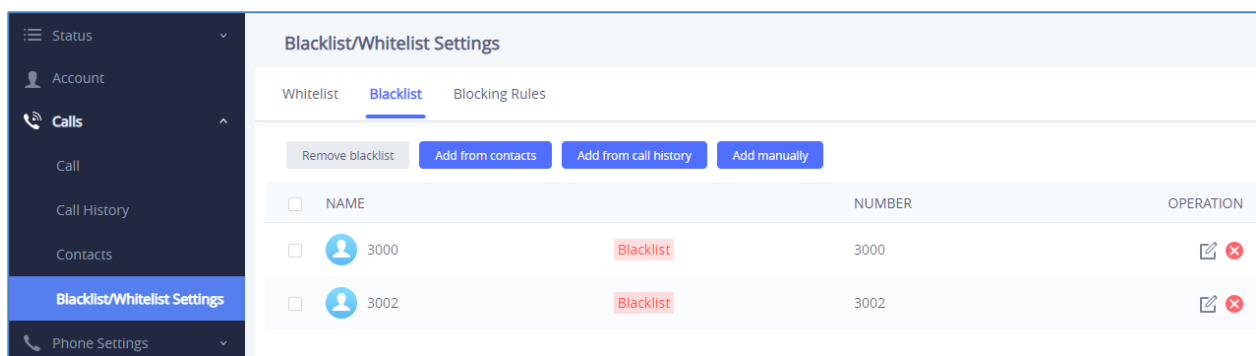 Status
Account
Calls
Call
Call History
Contacts
Blacklist/Whitelist Settings
Phone Settings
Blacklist/Whitelist Settings
Whitelist Blacklist Blocking Rules
Remove blacklist Add from contacts Add from call history Add manually
NAME NUMBER OPERATION
3000 Blacklist 3000
3002 Blacklist 3002